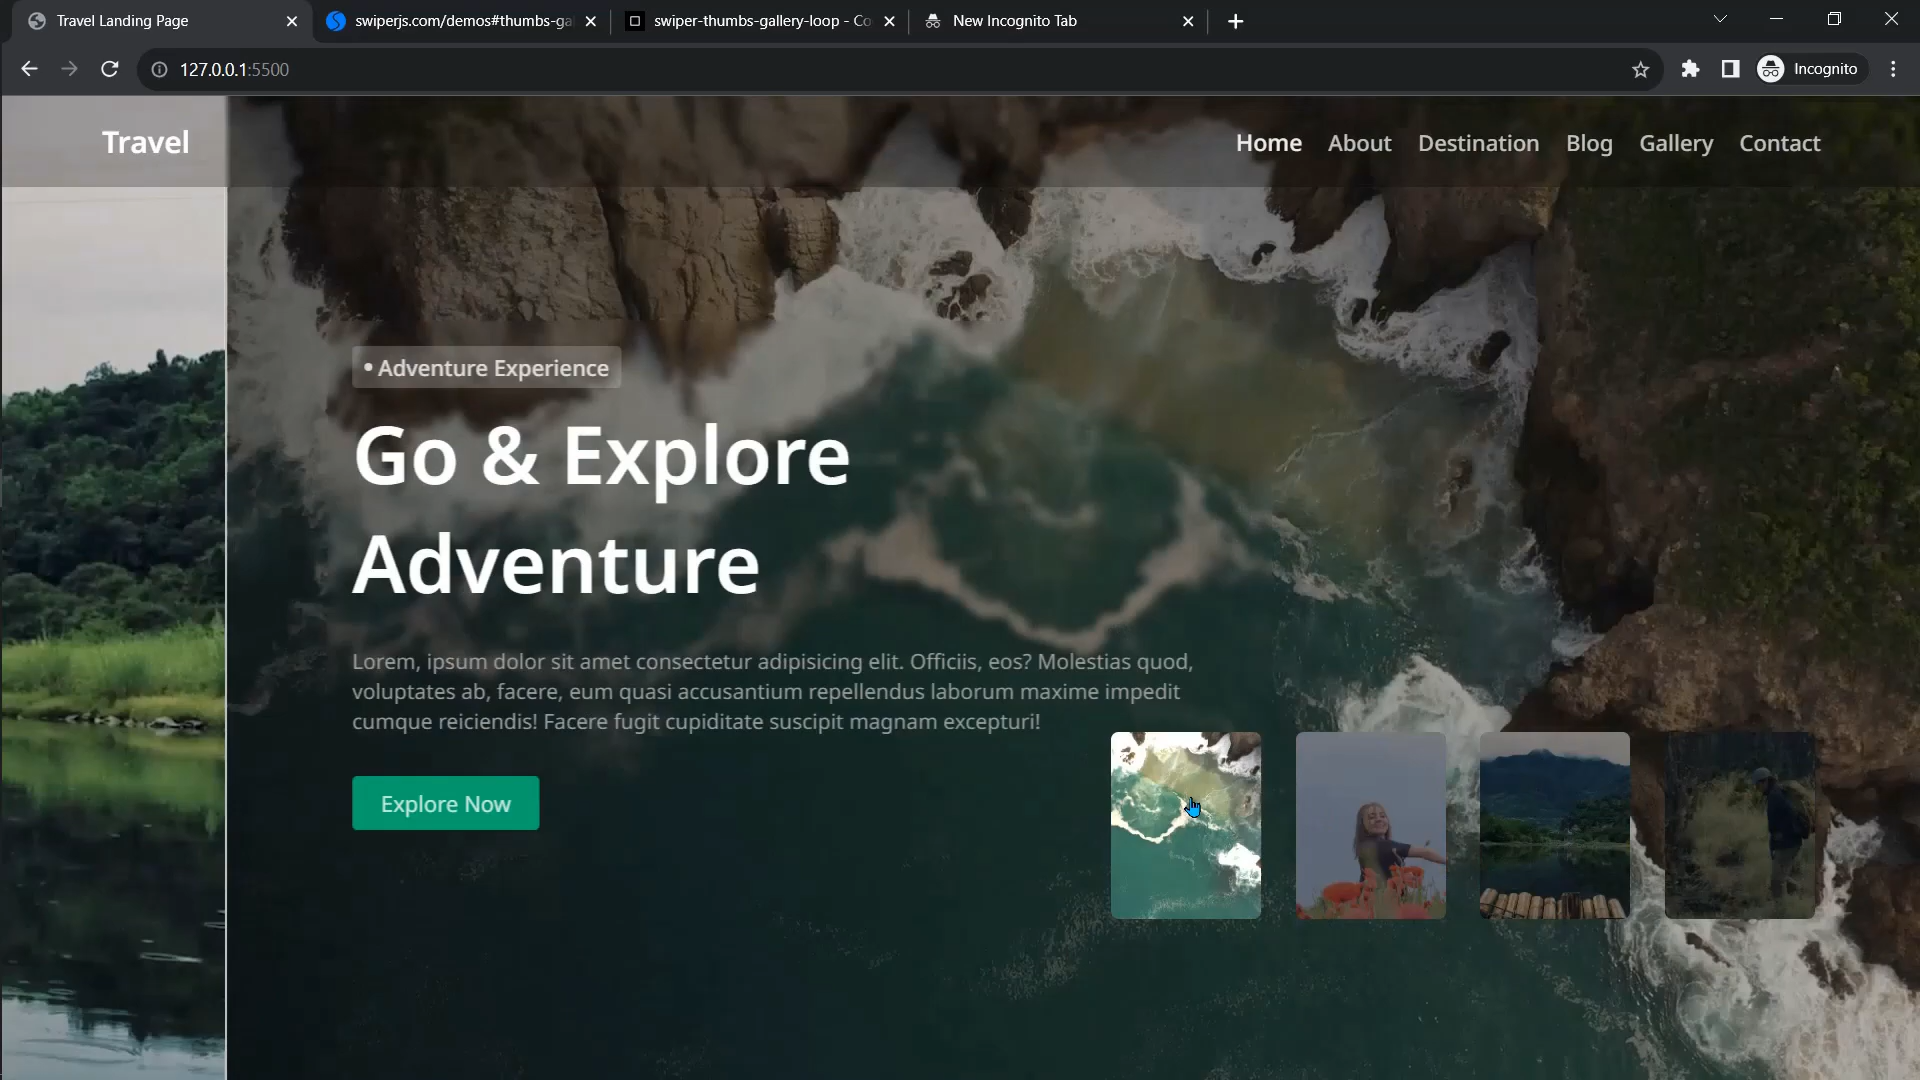 Travel Landing Page
swiperjs.com/demos#thumbs-ga
swiper-thumbs-gallery-loop - Co
New Incognito Tab
127.0.0.1:5500
Incognito
Travel
Home
About
Destination
Blog
Gallery
Contact
• Adventure Experience
Go & Explore
Adventure
Lorem, ipsum dolor sit amet consectetur adipisicing elit. Officiis, eos? Molestias quod,
voluptates ab, facere, eum quasi accusantium repellendus laborum maxime impedit
cumque reiciendis! Facere fugit cupiditate suscipit magnam excepturi!
Explore Now